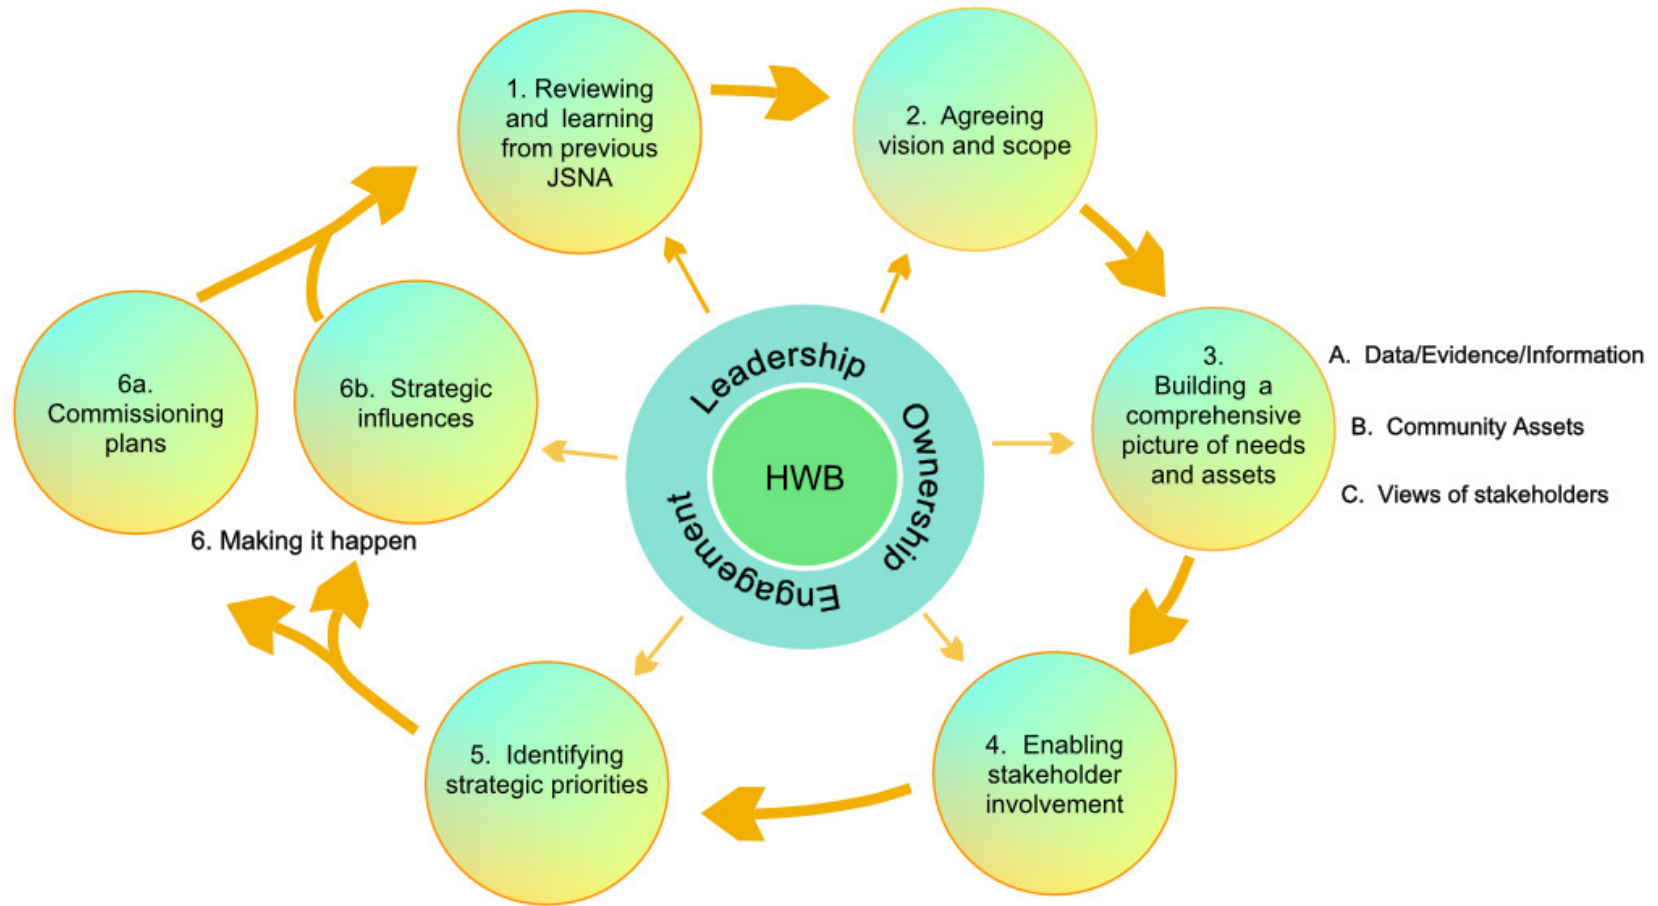 1. Reviewing
and learning
from previous
JSNA
2. Agreeing
vision and scope
3.
Building a
comprehensive
picture of needs
and assets
A. Data/Evidence/Information
B. Community Assets
C. Views of stakeholders
4. Enabling
stakeholder
involvement
5. Identifying
strategic priorities
6. Making it happen
6a.
Commissioning
plans
6b. Strategic
influences
Leadership
Ownership
Engagement
HWB